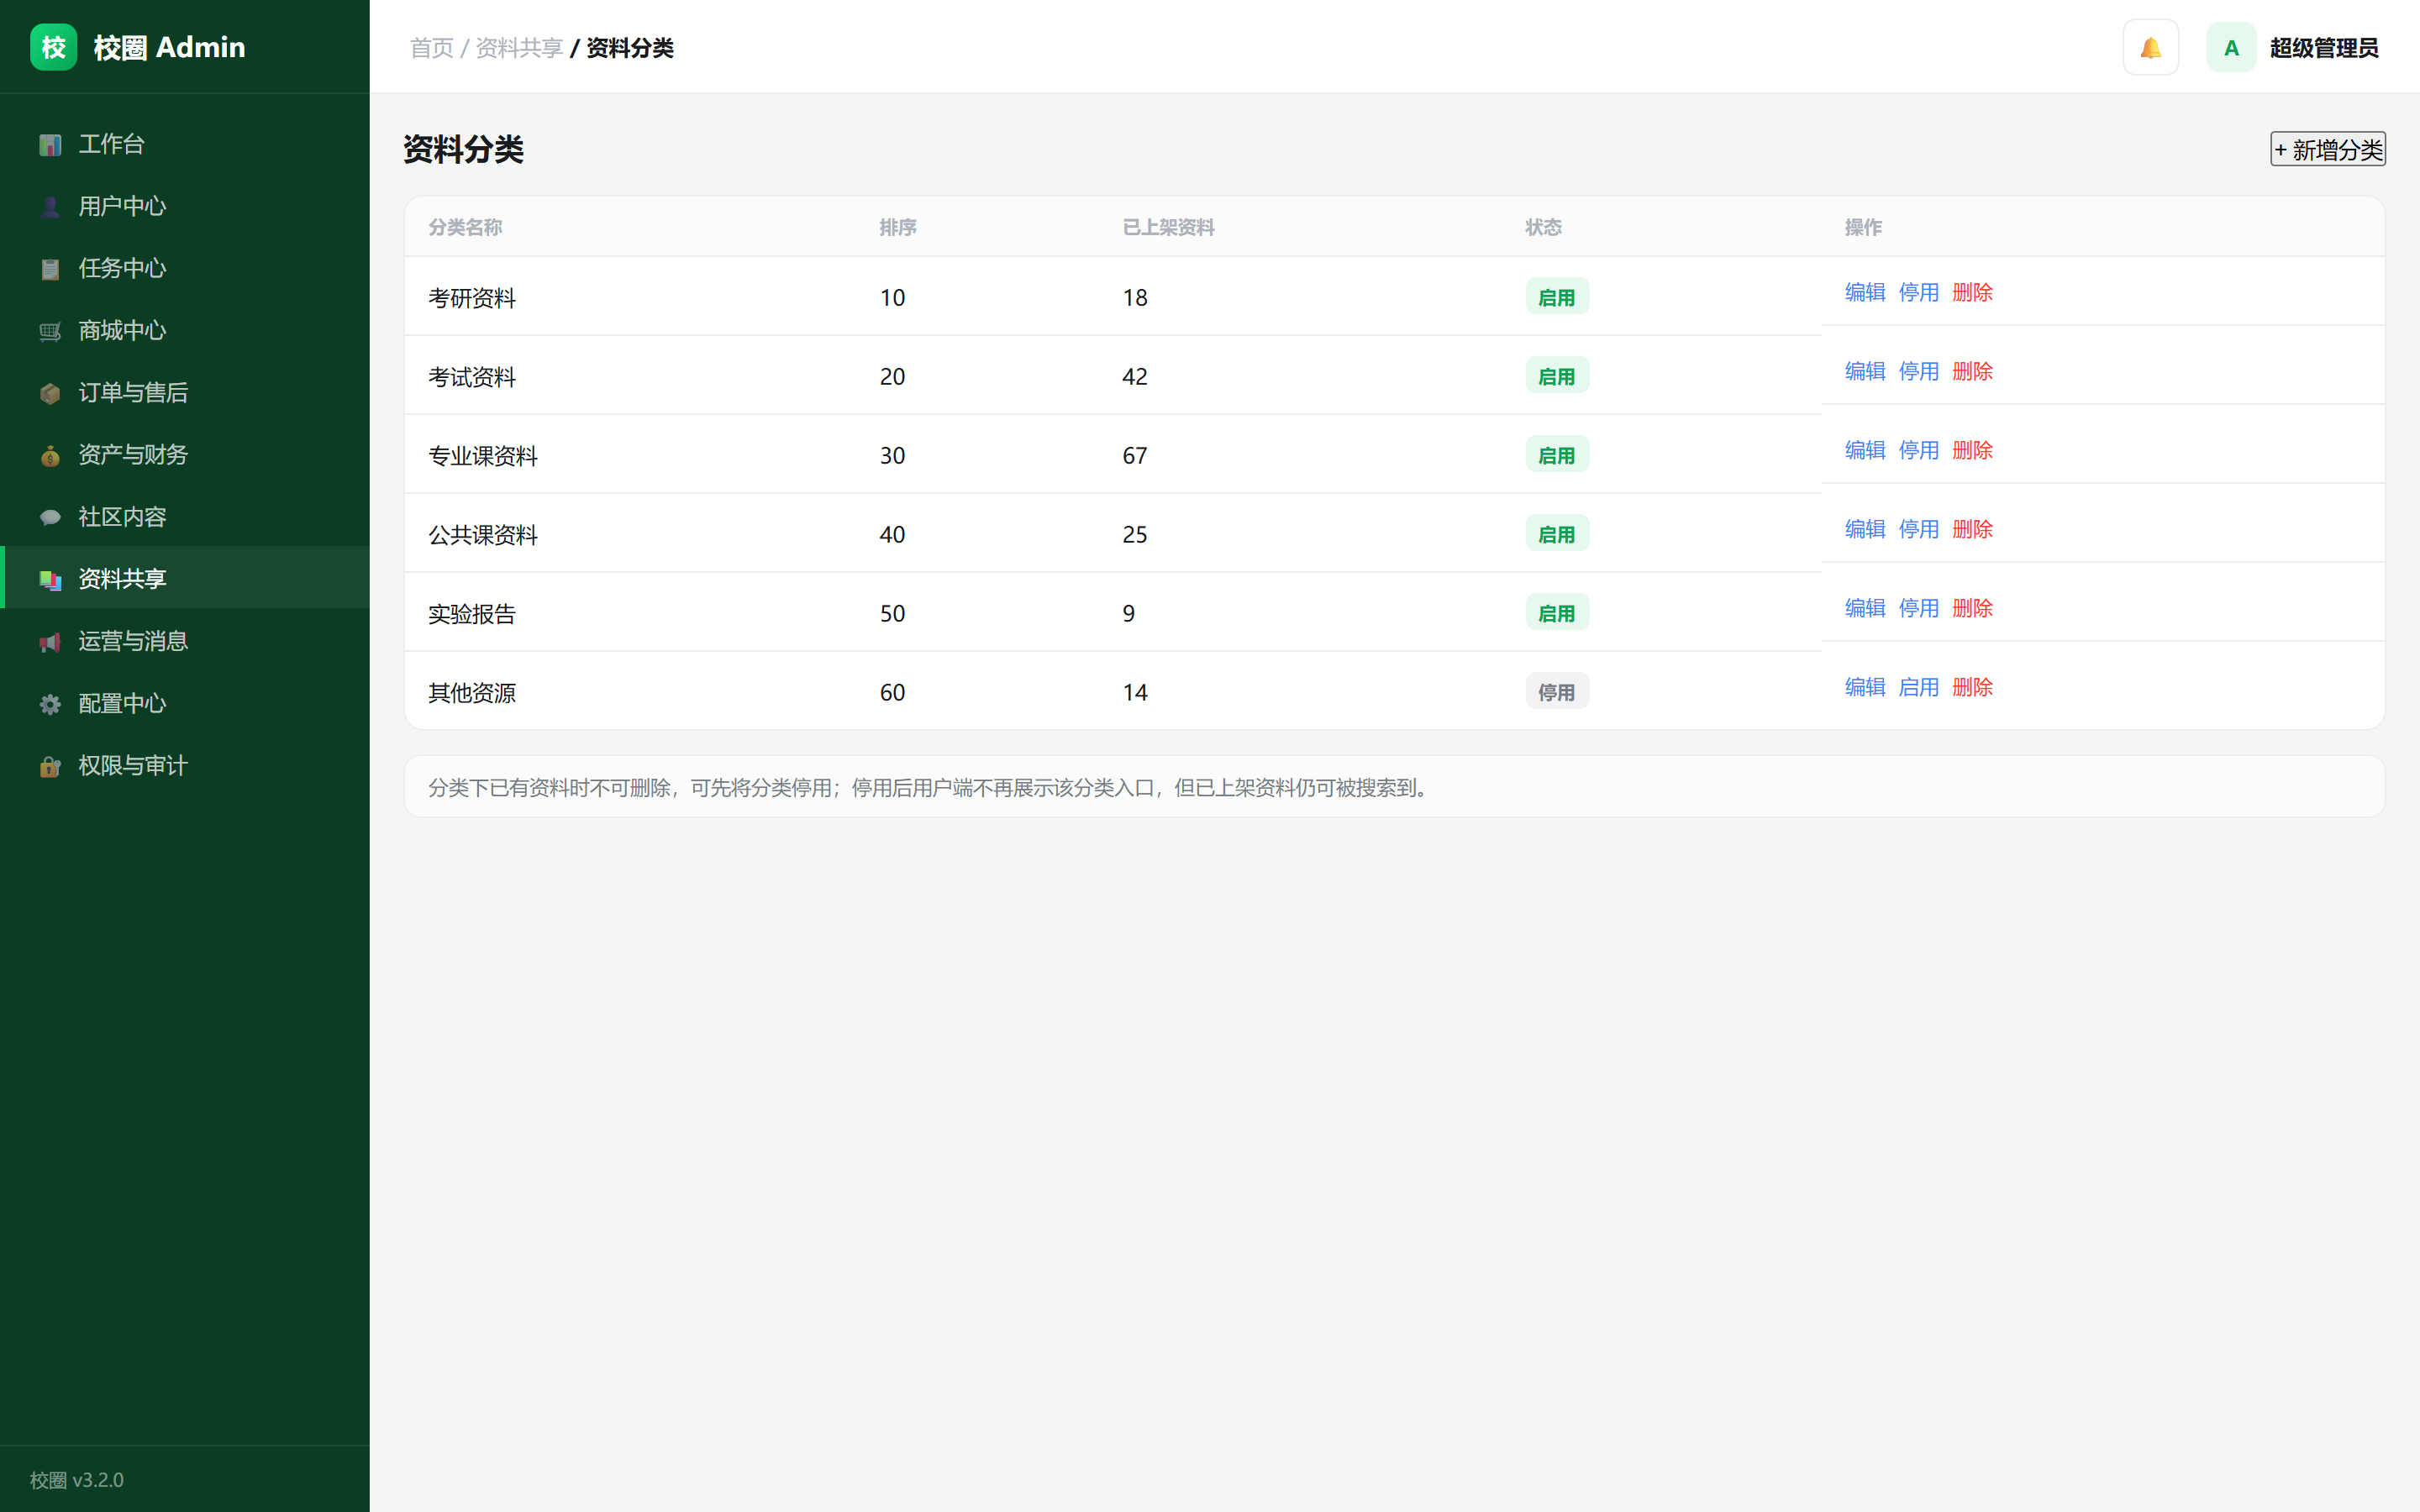 校 校圈 Admin
首页 / 资料共享 / 资料分类
A 超级管理员
工作台
用户中心
任务中心
商城中心
订单与售后
资产与财务
社区内容
资料共享
运营与消息
配置中心
权限与审计
校圈 v3.2.0
资料分类
+ 新增分类
分类名称 排序 已上架资料 状态 操作
考研资料 10 18 启用 编辑 停用 删除
考试资料 20 42 启用 编辑 停用 删除
专业课资料 30 67 启用 编辑 停用 删除
公共课资料 40 25 启用 编辑 停用 删除
实验报告 50 9 启用 编辑 停用 删除
其他资源 60 14 停用 编辑 启用 删除
分类下已有资料时不可删除，可先将分类停用；停用后用户端不再展示该分类入口，但已上架资料仍可被搜索到。